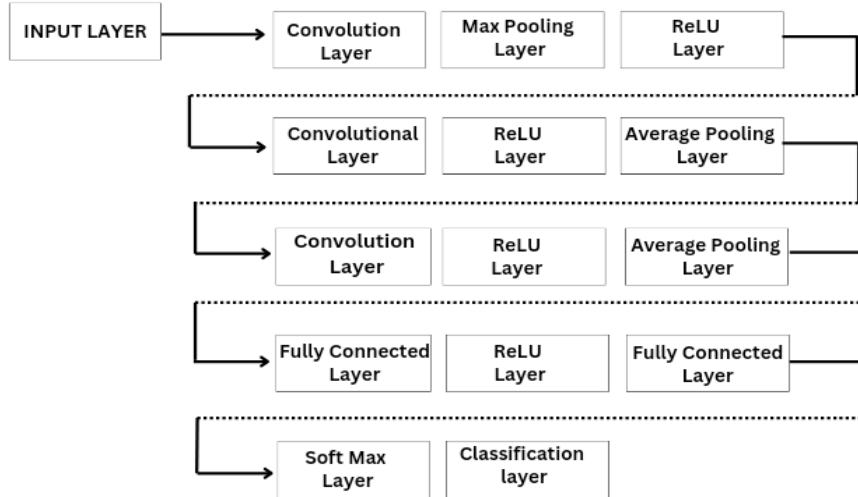 INPUT LAYER
Convolution
Layer
Max Pooling
Layer
ReLU
Layer
Convolutional
Layer
ReLU
Layer
Average Pooling
Layer
Convolution
Layer
ReLU
Layer
Average Pooling
Layer
Fully Connected
Layer
ReLU
Layer
Fully Connected
Layer
Soft Max
Layer
Classification
layer